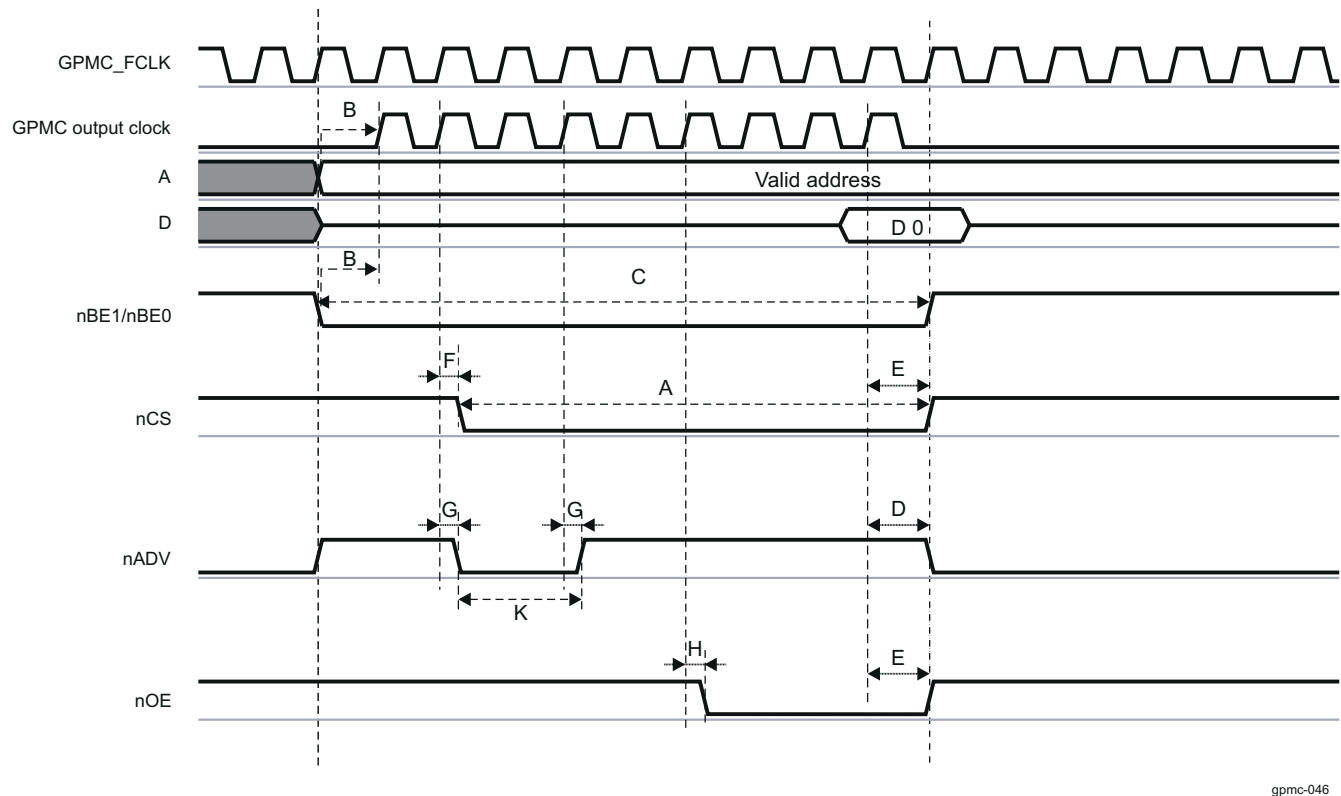 GPMC_FCLK
B
GPMC output clock
A
Valid address
D
D 0
B
C
nBE1/nBE0
F
E
A
nCS
G
G
D
nADV
K
H
E
nOE
gpmc-046